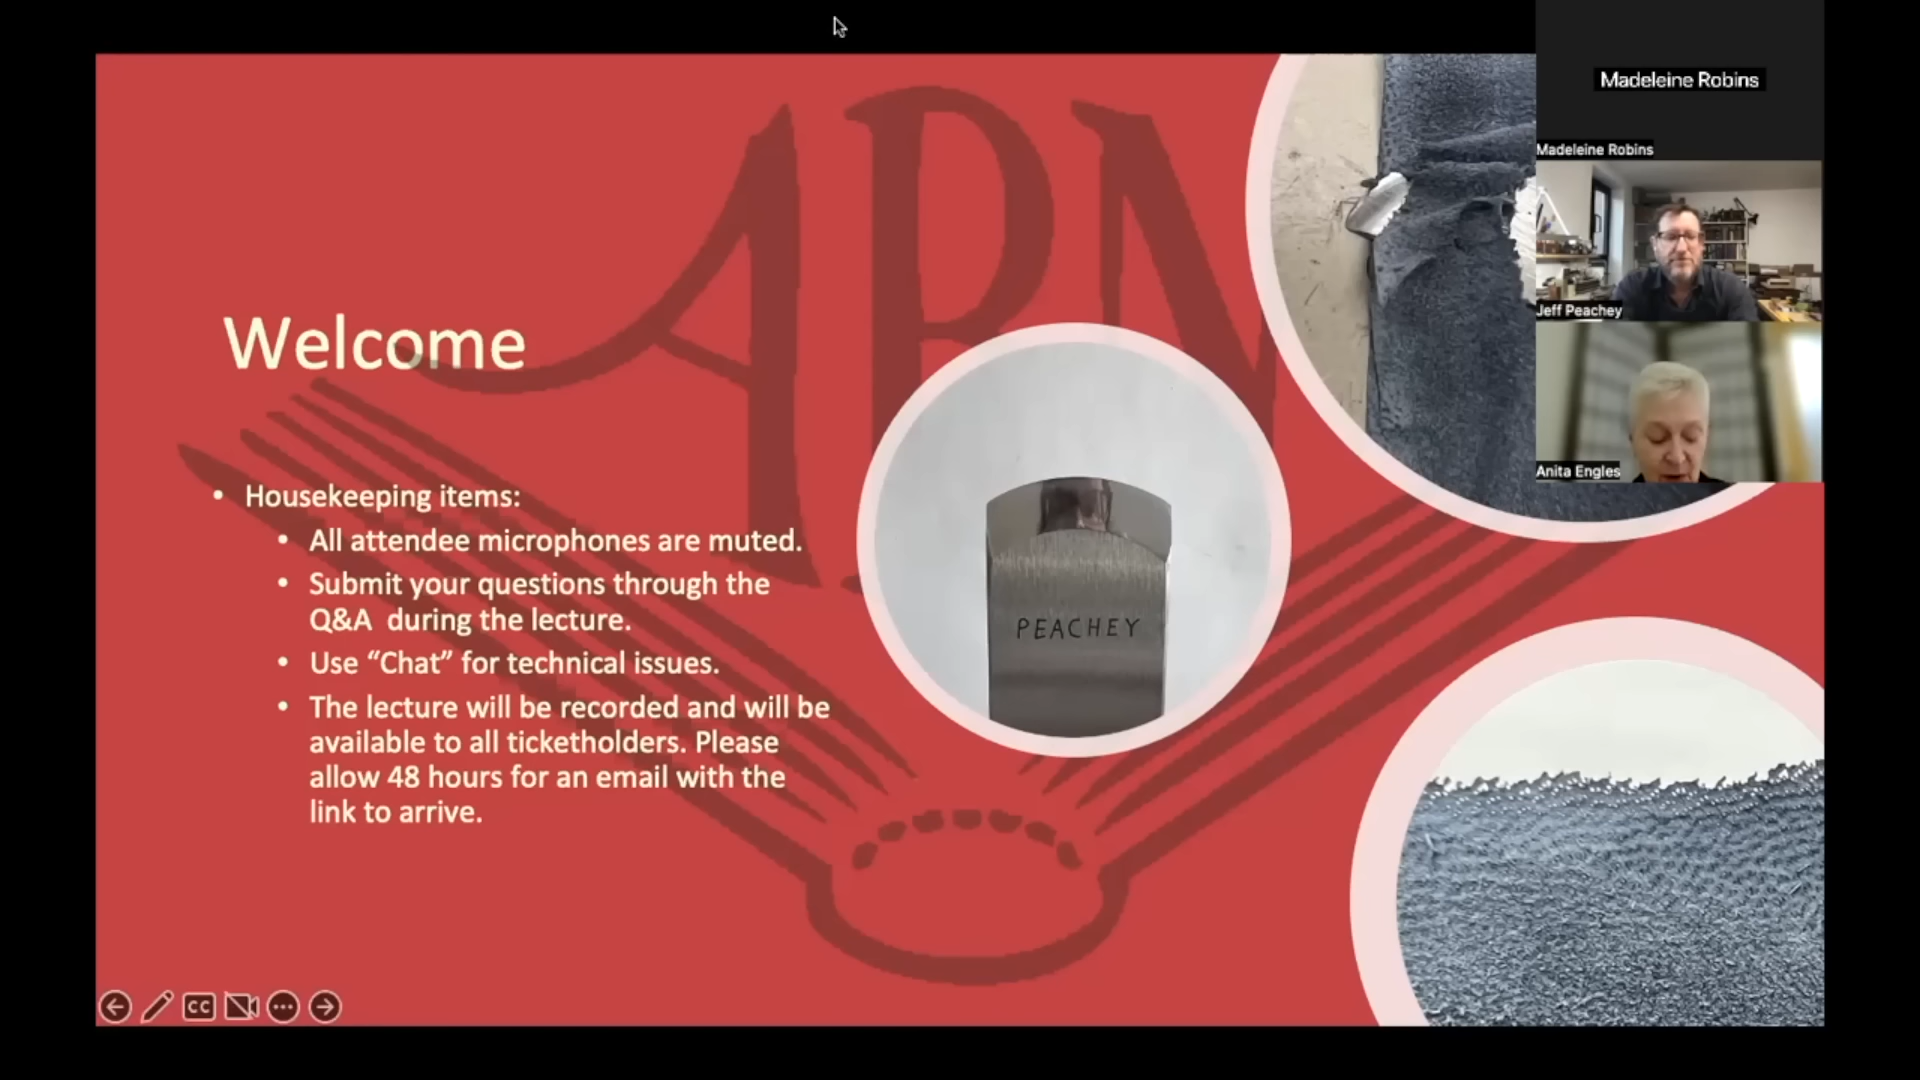 Welcome
• Housekeeping items:
• All attendee microphones are muted.
• Submit your questions through the
Q&A  during the lecture.
• Use “Chat” for technical issues.
• The lecture will be recorded and will be
available to all ticketholders. Please
allow 48 hours for an email with the
link to arrive.
PEACHEY
Madeleine Robins
Madeleine Robins
Jeff Peachey
Anita Engles
CC